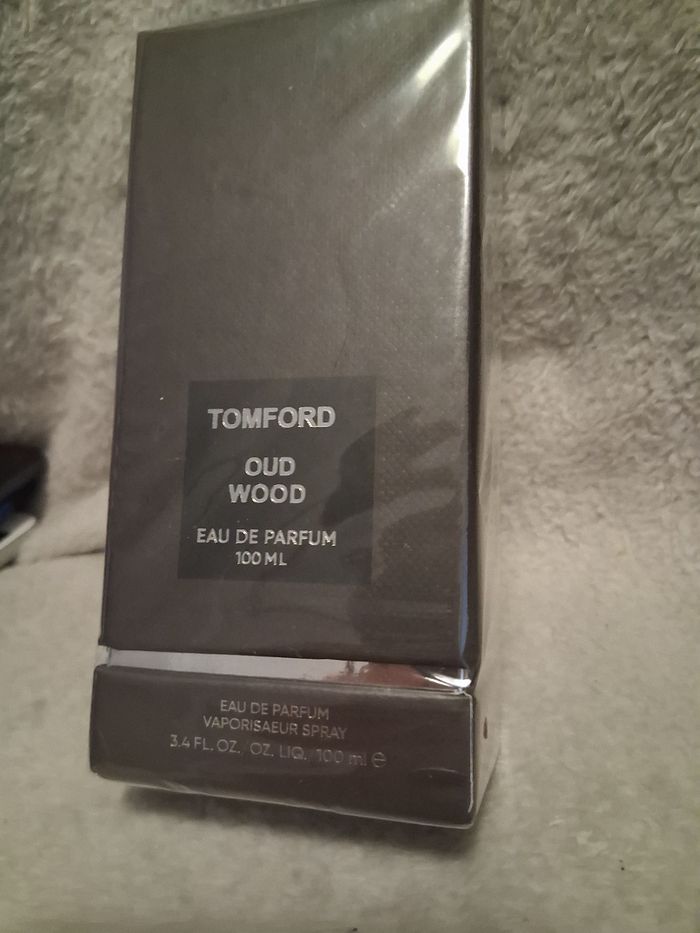 TOMFORD
OUD
WOOD
EAU DE PARFUM
100 ML
EAU DE PARFUM
VAPORISAEUR SPRAY
3.4 FL. OZ. / OZ. LIQ. / 100 ml ℮